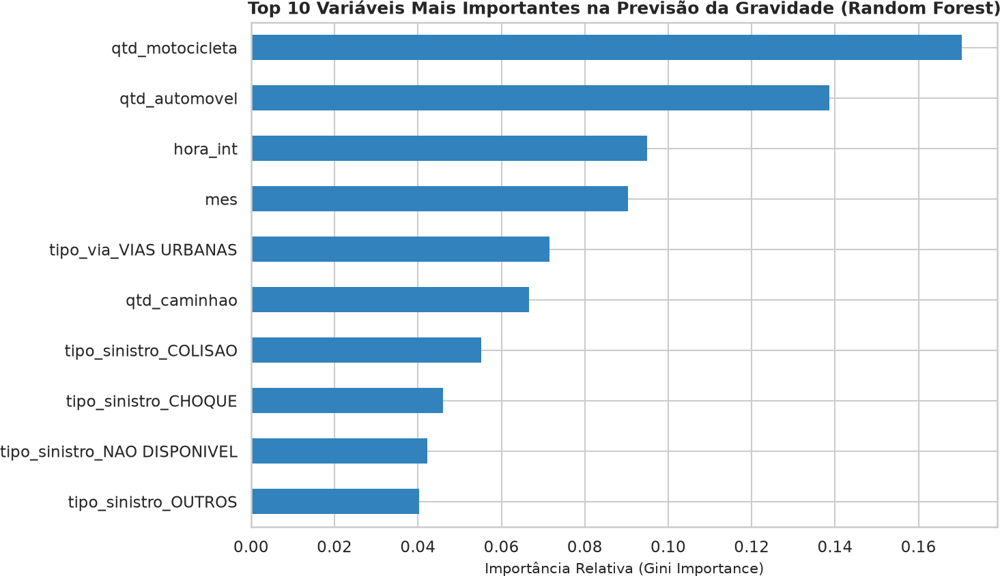 Top 10 Variáveis Mais Importantes na Previsão da Gravidade (Random Forest)
qtd_motocicleta
qtd_automovel
hora_int
mes
tipo_via_VIAS URBANAS
qtd_caminhao
tipo_sinistro_COLISAO
tipo_sinistro_CHOQUE
tipo_sinistro_NAO DISPONIVEL
tipo_sinistro_OUTROS
0.00 0.02 0.04 0.06 0.08 0.10 0.12 0.14 0.16
Importância Relativa (Gini Importance)